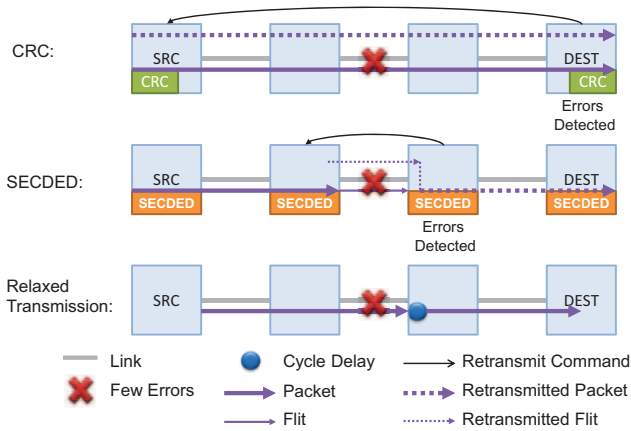 CRC:
SRC
DEST
CRC
CRC
Errors
Detected
SECDED:
SRC
DEST
SECDED
SECDED
SECDED
SECDED
Errors
Detected
Relaxed
Transmission:
SRC
DEST
Link
Cycle Delay
Retransmit Command
Few Errors
Packet
Retransmitted Packet
Flit
Retransmitted Flit